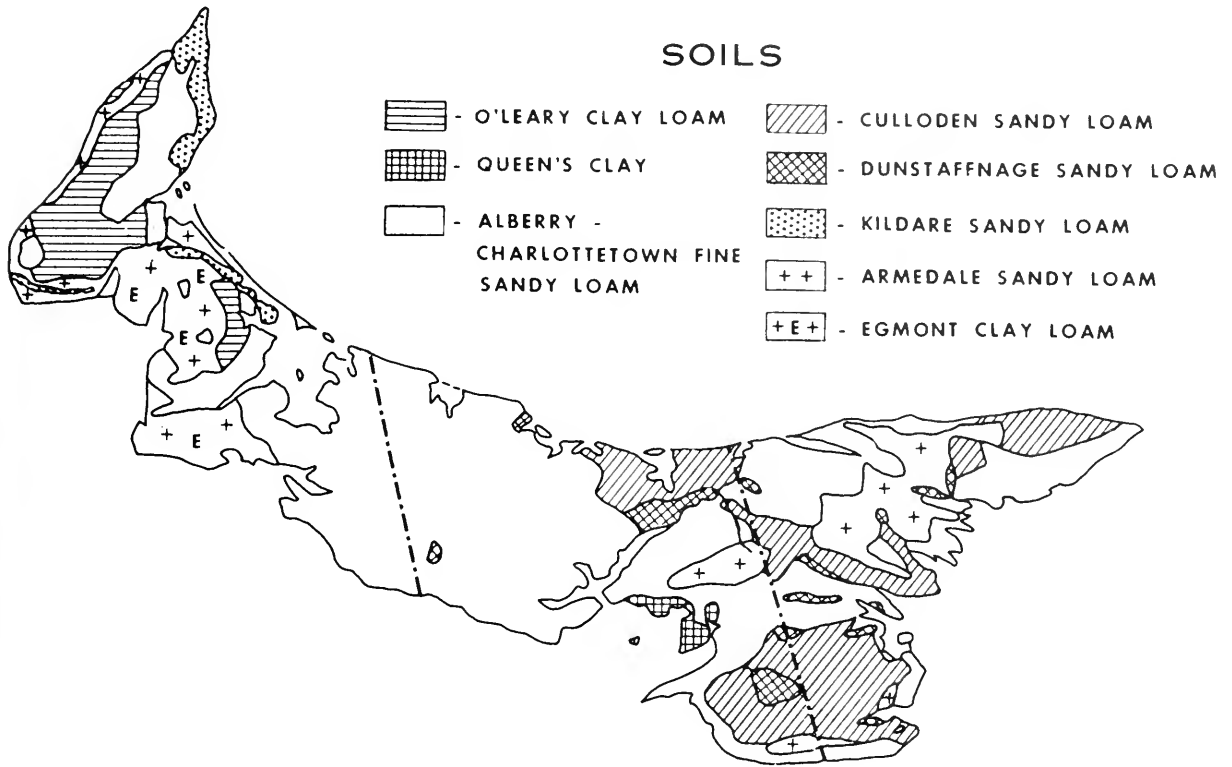 SOILS
- O'LEARY CLAY LOAM
- QUEEN'S CLAY
- ALBERRY -
CHARLOTTETOWN FINE
SANDY LOAM
- CULLODEN SANDY LOAM
- DUNSTAFFNAGE SANDY LOAM
- KILDARE SANDY LOAM
+ + - ARMEDALE SANDY LOAM
+ E + - EGMONT CLAY LOAM
E
E
E
E